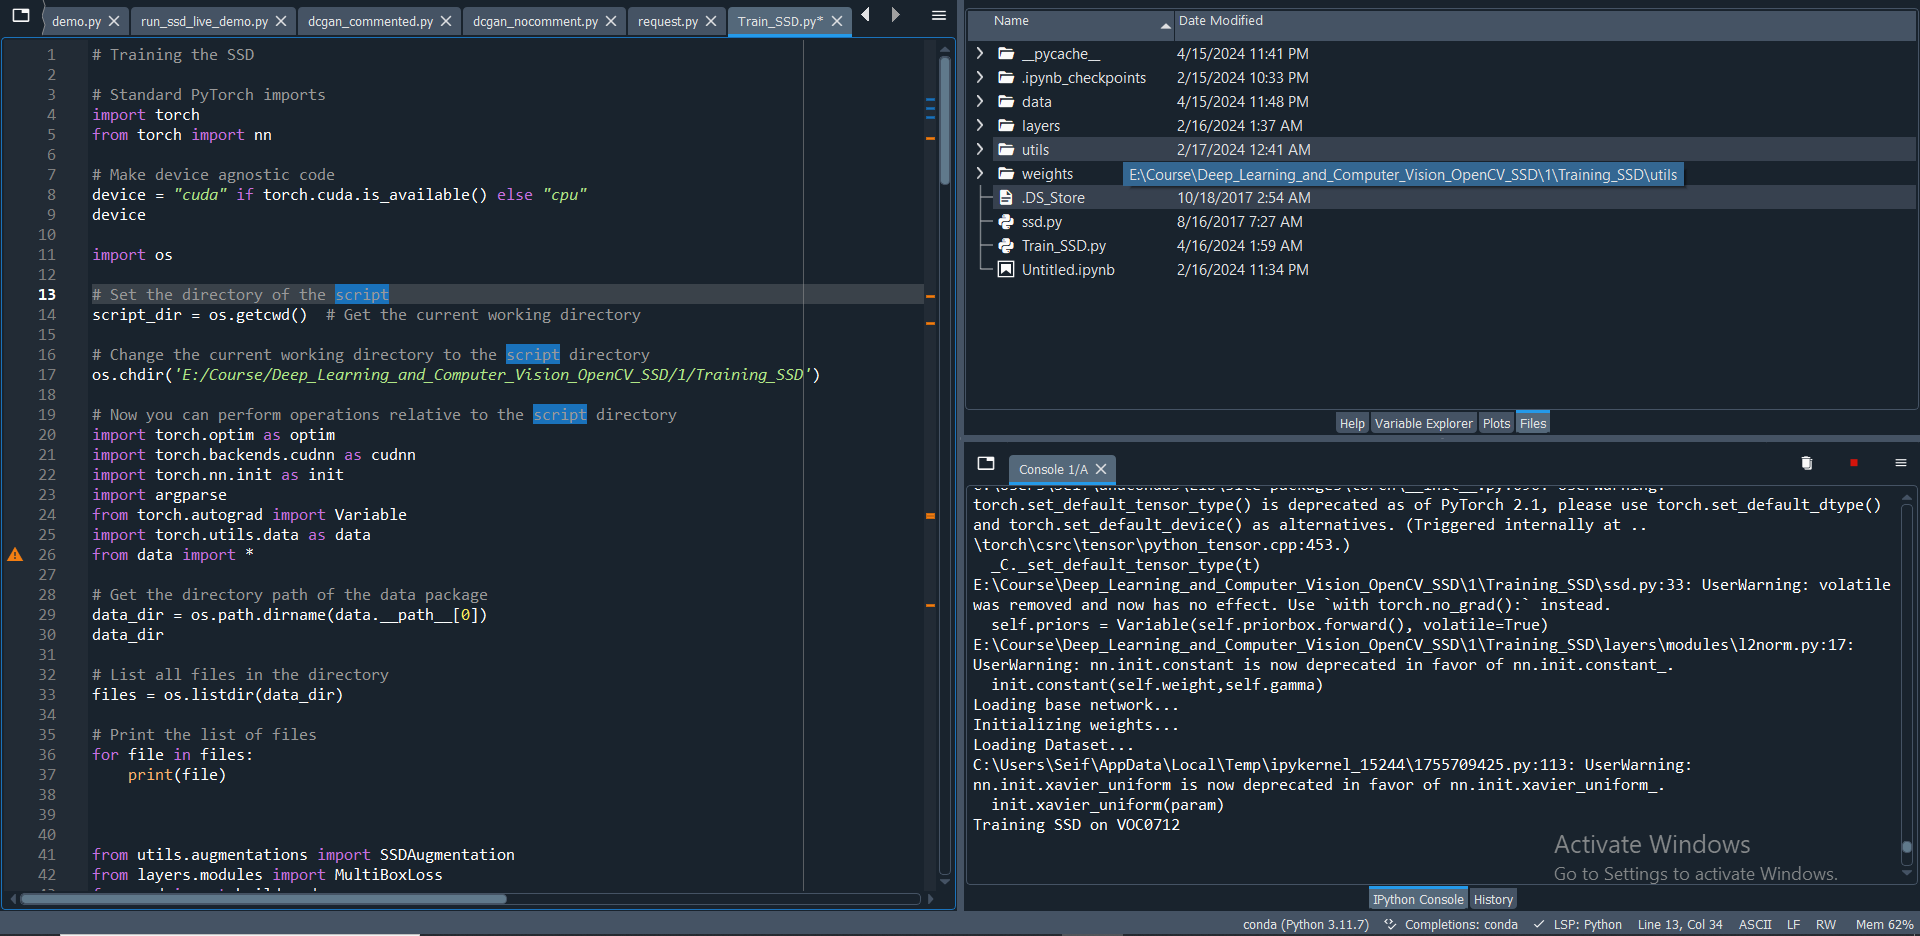 demo.py run_ssd_live_demo.py dcgan_commented.py dcgan_nocomment.py request.py Train_SSD.py*
1 # Training the SSD
2
3 # Standard PyTorch imports
4 import torch
5 from torch import nn
6
7 # Make device agnostic code
8 device = "cuda" if torch.cuda.is_available() else "cpu"
9 device
10
11 import os
12
13 # Set the directory of the script
14 script_dir = os.getcwd()  # Get the current working directory
15
16 # Change the current working directory to the script directory
17 os.chdir('E:/Course/Deep_Learning_and_Computer_Vision_OpenCV_SSD/1/Training_SSD')
18
19 # Now you can perform operations relative to the script directory
20 import torch.optim as optim
21 import torch.backends.cudnn as cudnn
22 import torch.nn.init as init
23 import argparse
24 from torch.autograd import Variable
25 import torch.utils.data as data
26 from data import *
27
28 # Get the directory path of the data package
29 data_dir = os.path.dirname(data.__path__[0])
30 data_dir
31
32 # List all files in the directory
33 files = os.listdir(data_dir)
34
35 # Print the list of files
36 for file in files:
37     print(file)
38
39
40
41 from utils.augmentations import SSDAugmentation
42 from layers.modules import MultiBoxLoss
Name Date Modified
__pycache__ 4/15/2024 11:41 PM
.ipynb_checkpoints 2/15/2024 10:33 PM
data 4/15/2024 11:48 PM
layers 2/16/2024 1:37 AM
utils 2/17/2024 12:41 AM
weights E:\Course\Deep_Learning_and_Computer_Vision_OpenCV_SSD\1\Training_SSD\utils
.DS_Store 10/18/2017 2:54 AM
ssd.py 8/16/2017 7:27 AM
Train_SSD.py 4/16/2024 1:59 AM
Untitled.ipynb 2/16/2024 11:34 PM
Help Variable Explorer Plots Files
Console 1/A
torch.set_default_tensor_type() is deprecated as of PyTorch 2.1, please use torch.set_default_dtype()
and torch.set_default_device() as alternatives. (Triggered internally at ..
\torch\csrc\tensor\python_tensor.cpp:453.)
_C._set_default_tensor_type(t)
E:\Course\Deep_Learning_and_Computer_Vision_OpenCV_SSD\1\Training_SSD\ssd.py:33: UserWarning: volatile
was removed and now has no effect. Use `with torch.no_grad():` instead.
self.priors = Variable(self.priorbox.forward(), volatile=True)
E:\Course\Deep_Learning_and_Computer_Vision_OpenCV_SSD\1\Training_SSD\layers\modules\l2norm.py:17:
UserWarning: nn.init.constant is now deprecated in favor of nn.init.constant_.
init.constant(self.weight,self.gamma)
Loading base network...
Initializing weights...
Loading Dataset...
C:\Users\Seif\AppData\Local\Temp\ipykernel_15244\1755709425.py:113: UserWarning:
nn.init.xavier_uniform is now deprecated in favor of nn.init.xavier_uniform_.
init.xavier_uniform(param)
Training SSD on VOC0712
Activate Windows
Go to Settings to activate Windows.
IPython Console History
conda (Python 3.11.7) Completions: conda LSP: Python Line 13, Col 34 ASCII LF RW Mem 62%